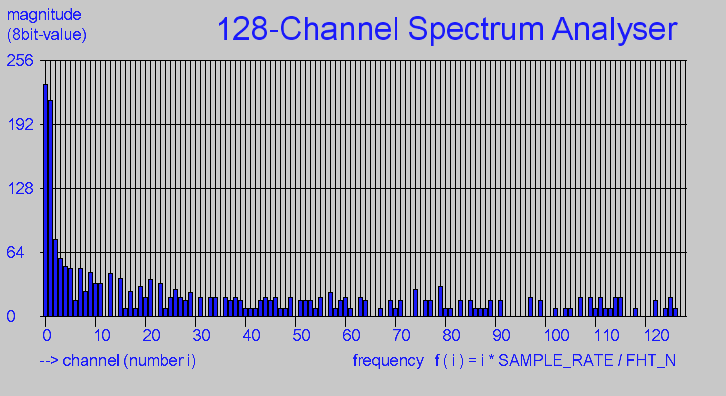 magnitude
(8bit-value)
128-Channel Spectrum Analyser
256
192
128
64
0
0 10 20 30 40 50 60 70 80 90 100 110 120
--> channel (number i)
frequency f ( i ) = i * SAMPLE_RATE / FHT_N